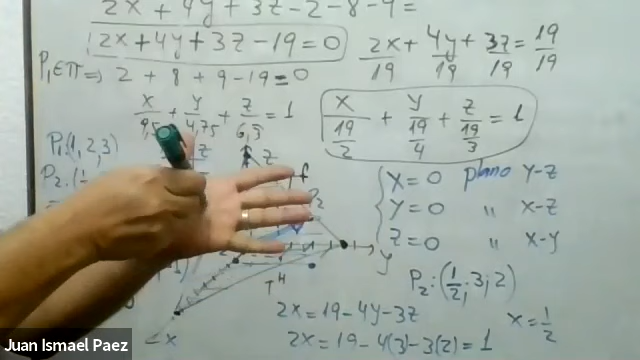 2x+4y+3z-2-8-9=
2x+4y+3z-19=0
2x/19 + 4y/19 + 3z/19 = 19/19
P₁∈π ⇒ 2+8+9-19=0
x/9,5 + y/4,75 + z/6,3 = 1
x/(19/2) + y/(19/4) + z/(19/3) = 1
P₁:(1,2,3)
P₂:(1/
z
{ x=0 plano y-z
y=0 " x-z
z=0 " x-y
y
P₂:(1/2; 3; 2)
2x=19-4y-3z
x=1/2
2x=19-4(3)-3(2)=1
x
Juan Ismael Paez